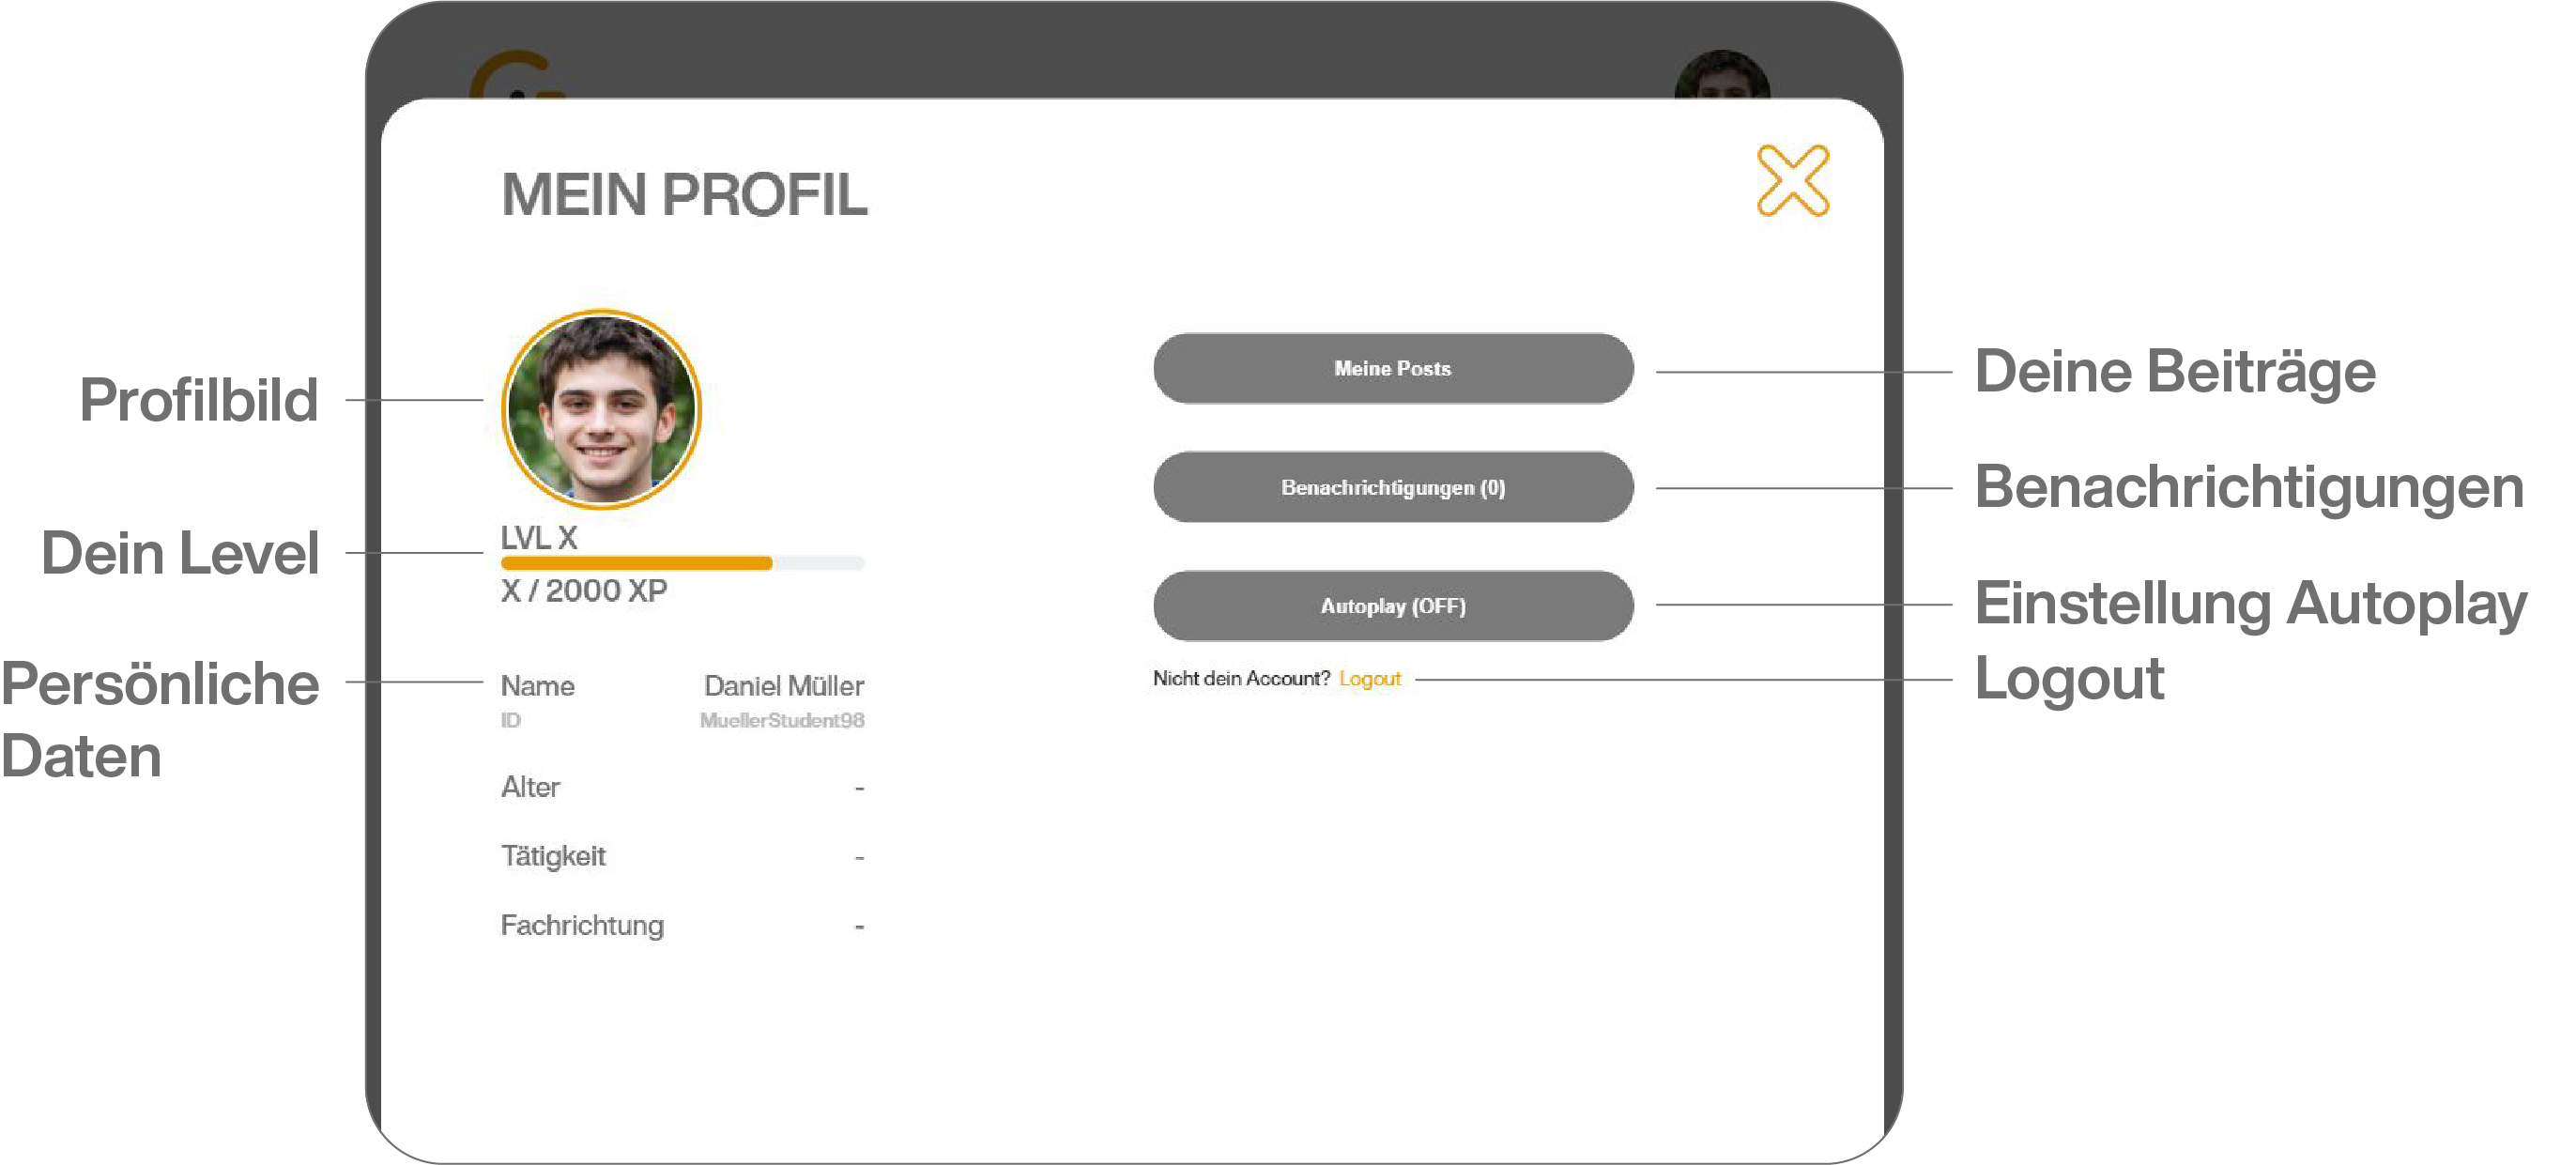 MEIN PROFIL
Profilbild
Dein Level
Persönliche
Daten
LVL X
X / 2000 XP
Name Daniel Müller
ID MuellerStudent98
Alter -
Tätigkeit -
Fachrichtung -
Meine Posts
Benachrichtigungen (0)
Autoplay (OFF)
Nicht dein Account? Logout
Deine Beiträge
Benachrichtigungen
Einstellung Autoplay
Logout